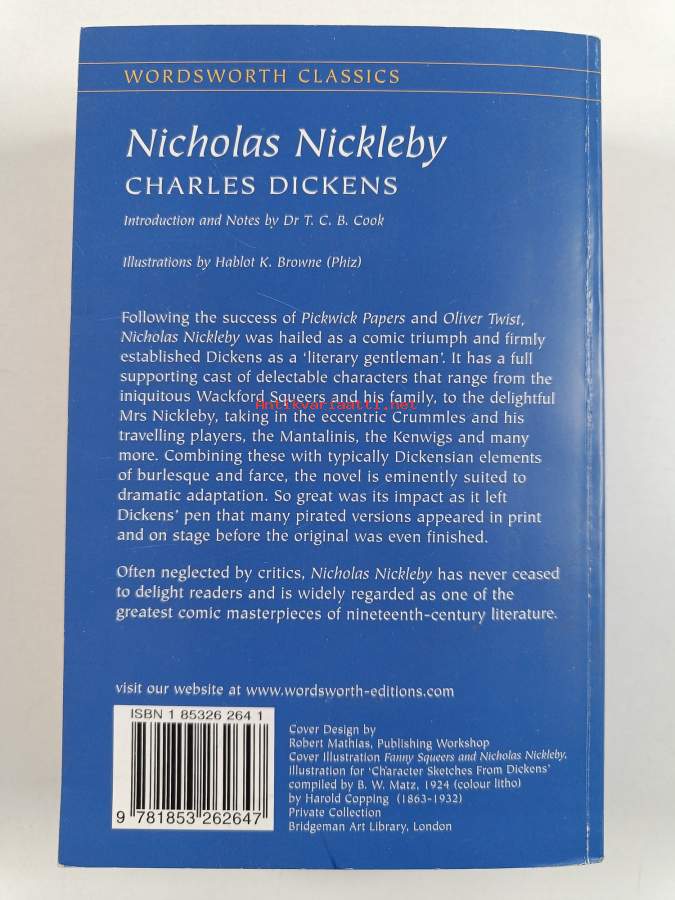 WORDSWORTH CLASSICS
Nicholas Nickleby
CHARLES DICKENS
Introduction and Notes by Dr T. C. B. Cook
Illustrations by Hablot K. Browne (Phiz)
Following the success of Pickwick Papers and Oliver Twist,
Nicholas Nickleby was hailed as a comic triumph and firmly
established Dickens as a ‘literary gentleman’. It has a full
supporting cast of delectable characters that range from the
iniquitous Wackford Squeers and his family, to the delightful
Antikvariaatti.net
Mrs Nickleby, taking in the eccentric Crummles and his
travelling players, the Mantalinis, the Kenwigs and many
more. Combining these with typically Dickensian elements
of burlesque and farce, the novel is eminently suited to
dramatic adaptation. So great was its impact as it left
Dickens’ pen that many pirated versions appeared in print
and on stage before the original was even finished.
Often neglected by critics, Nicholas Nickleby has never ceased
to delight readers and is widely regarded as one of the
greatest comic masterpieces of nineteenth-century literature.
visit our website at www.wordsworth-editions.com
ISBN 1 85326 264 1
9 781853 262647
Cover Design by
Robert Mathias, Publishing Workshop
Cover Illustration Fanny Squeers and Nicholas Nickleby.
Illustration for ‘Character Sketches From Dickens’
compiled by B. W. Matz, 1924 (colour litho)
by Harold Copping (1863-1932)
Private Collection
Bridgeman Art Library, London